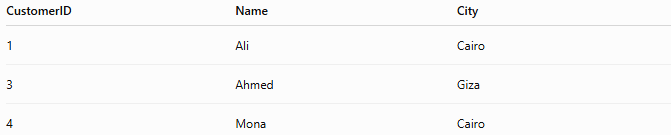 CustomerID Name City
1 Ali Cairo
3 Ahmed Giza
4 Mona Cairo